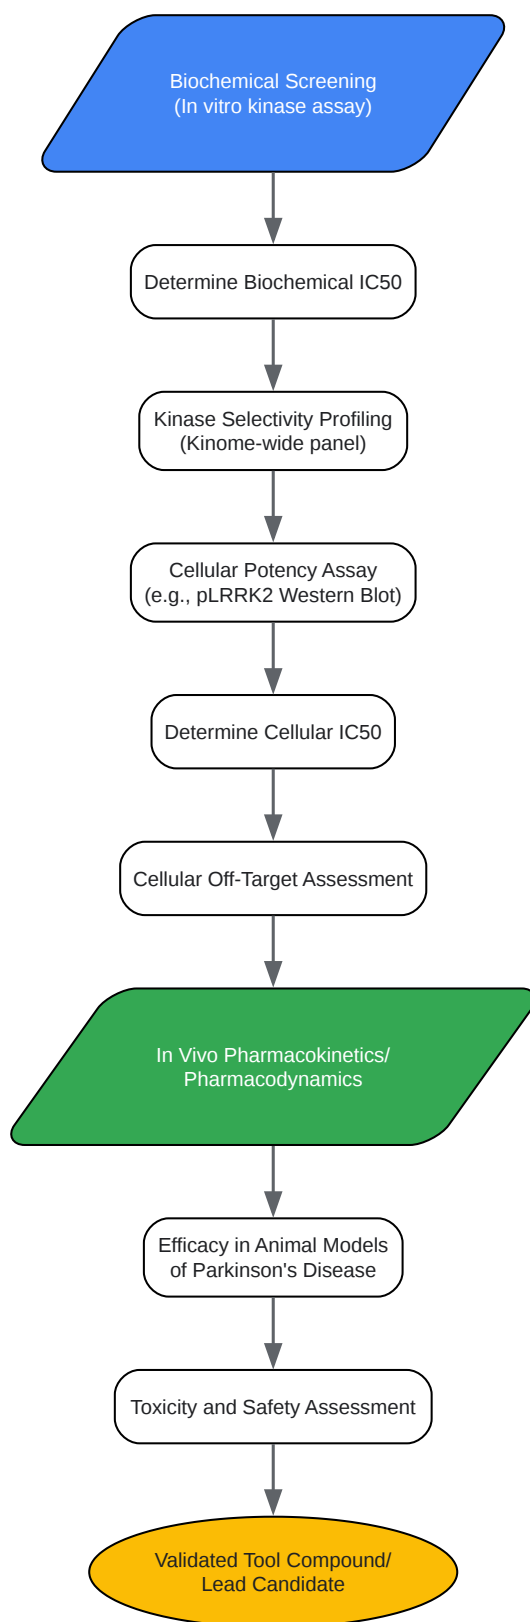 Biochemical Screening
(In vitro kinase assay)
Determine Biochemical IC50
Kinase Selectivity Profiling
(Kinome-wide panel)
Cellular Potency Assay
(e.g., pLRRK2 Western Blot)
Determine Cellular IC50
Cellular Off-Target Assessment
In Vivo Pharmacokinetics/
Pharmacodynamics
Efficacy in Animal Models
of Parkinson's Disease
Toxicity and Safety Assessment
Validated Tool Compound/
Lead Candidate